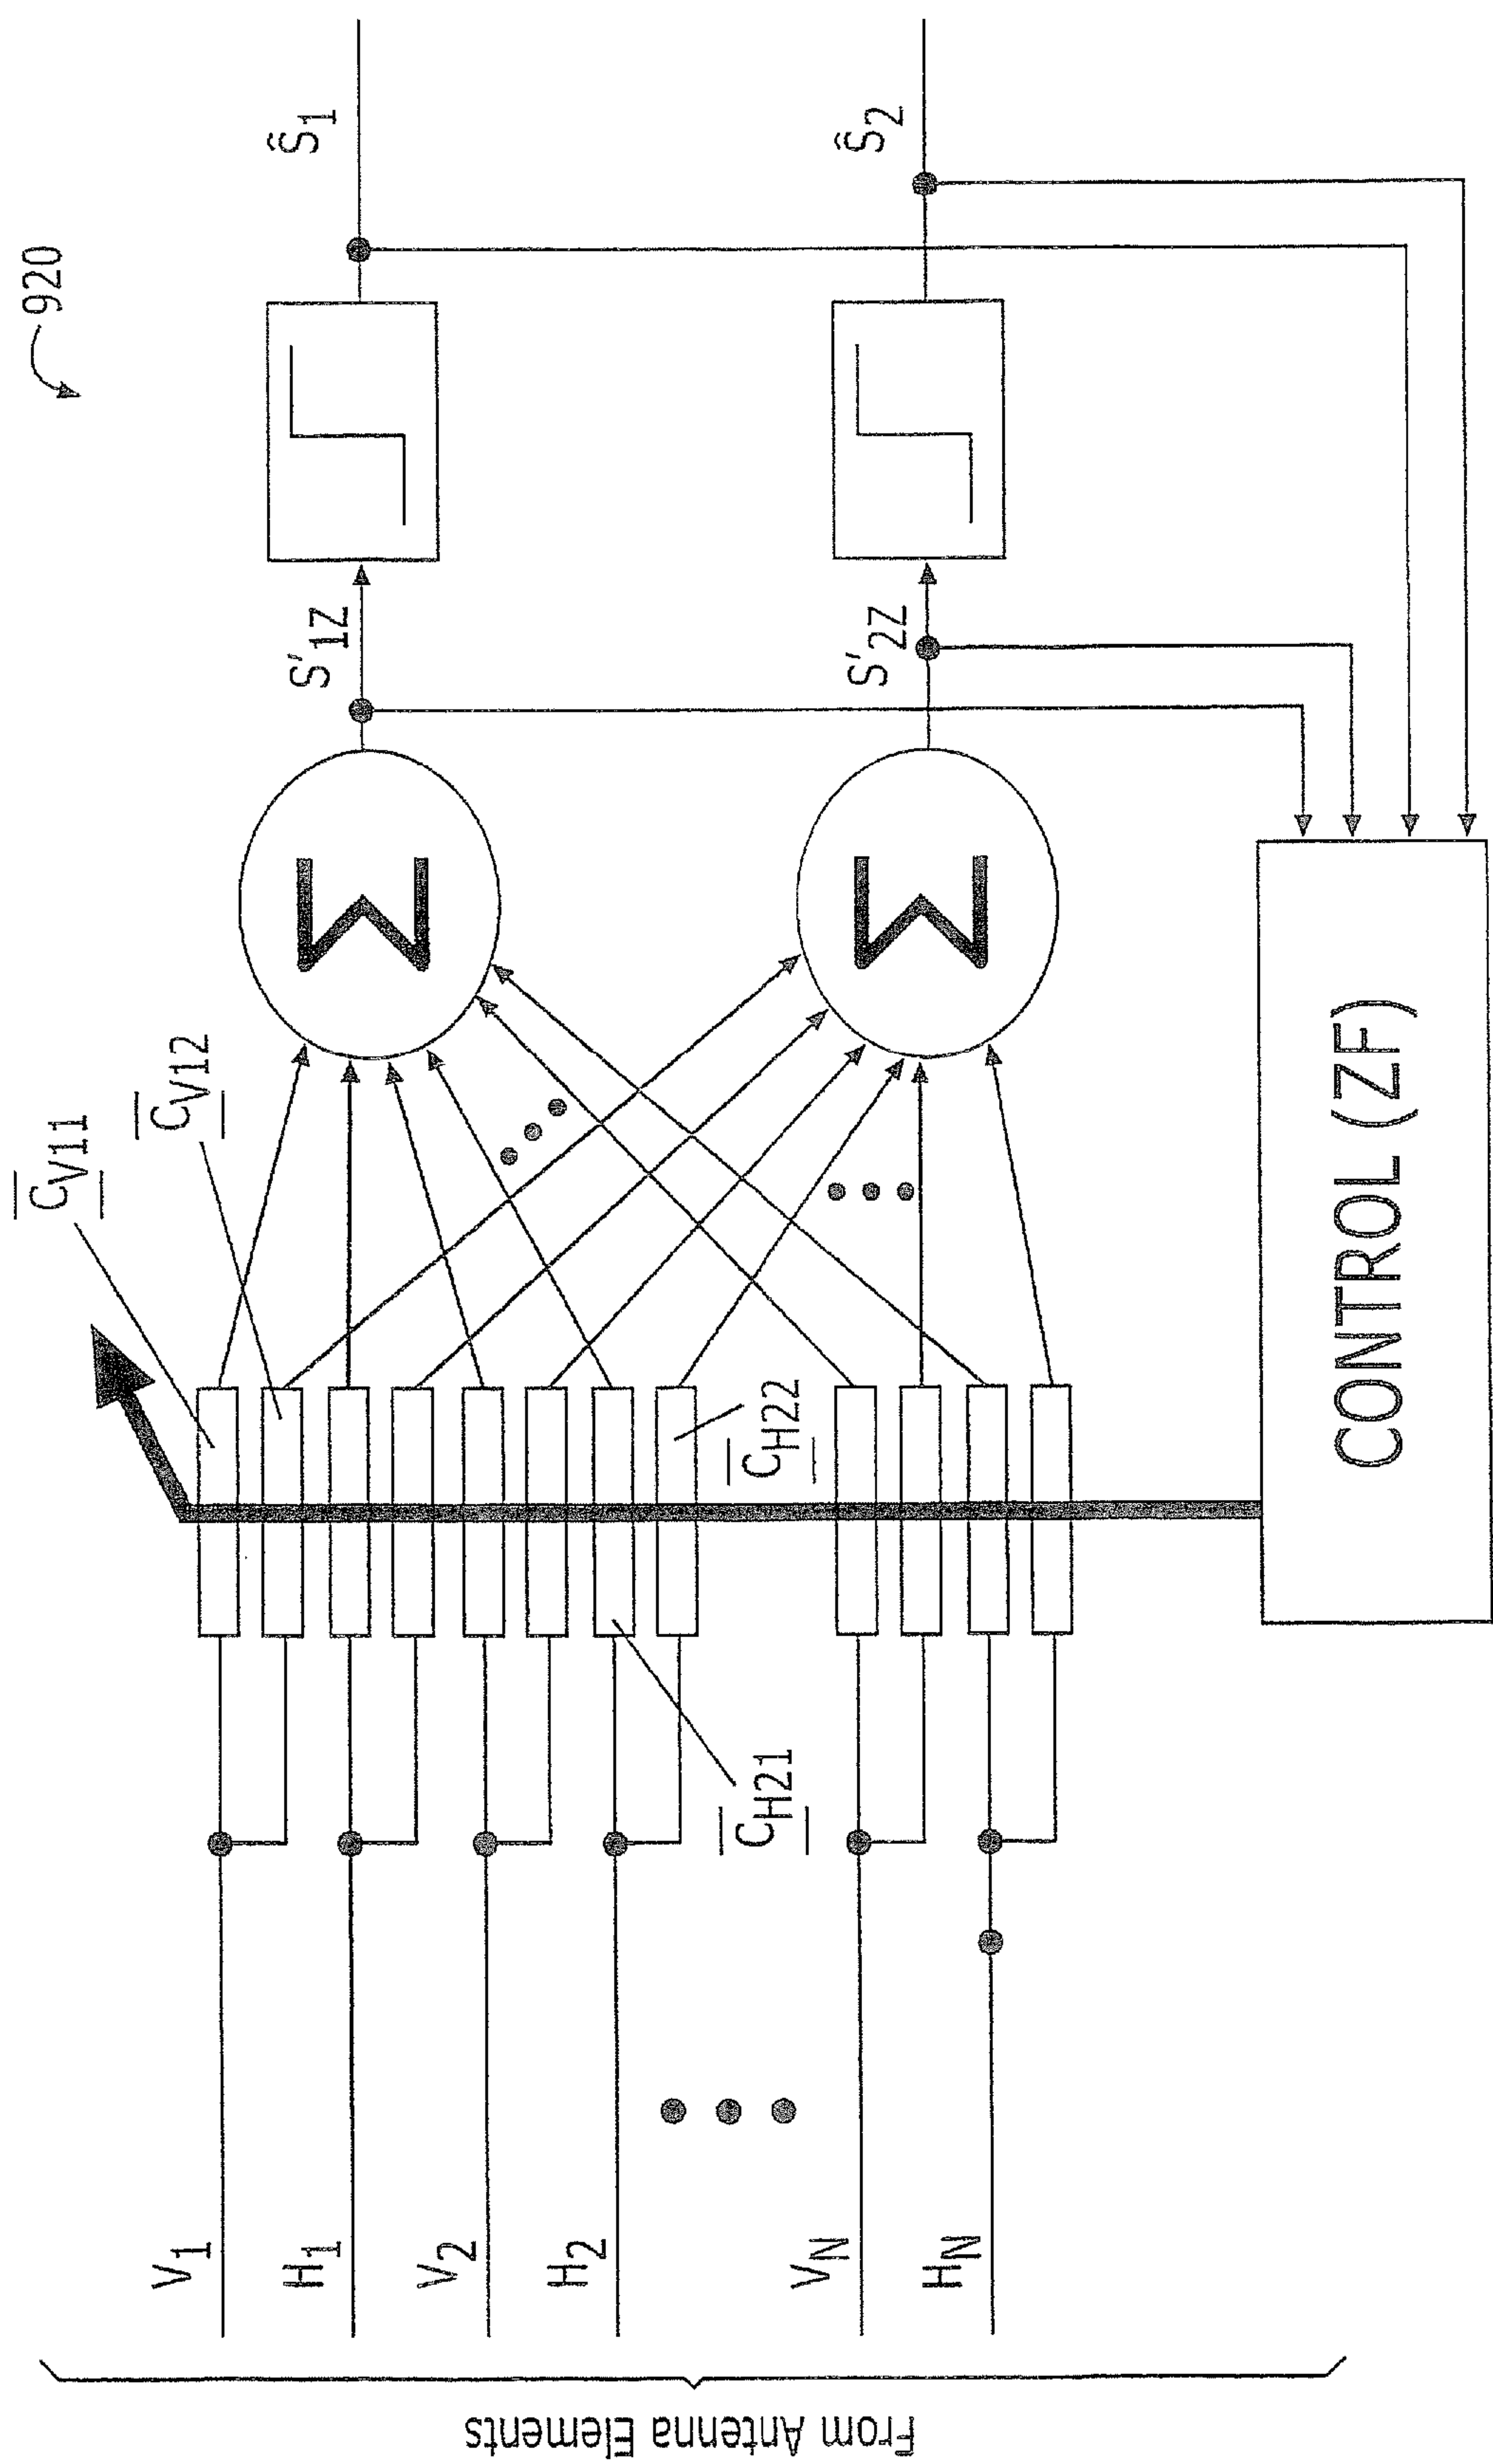 920
From Antenna Elements
V1
H1
V2
H2
VN
HN
CV11
CV12
CH21
CH22
Σ
Σ
S'1Z
S'2Z
Ŝ1
Ŝ2
CONTROL (ZF)